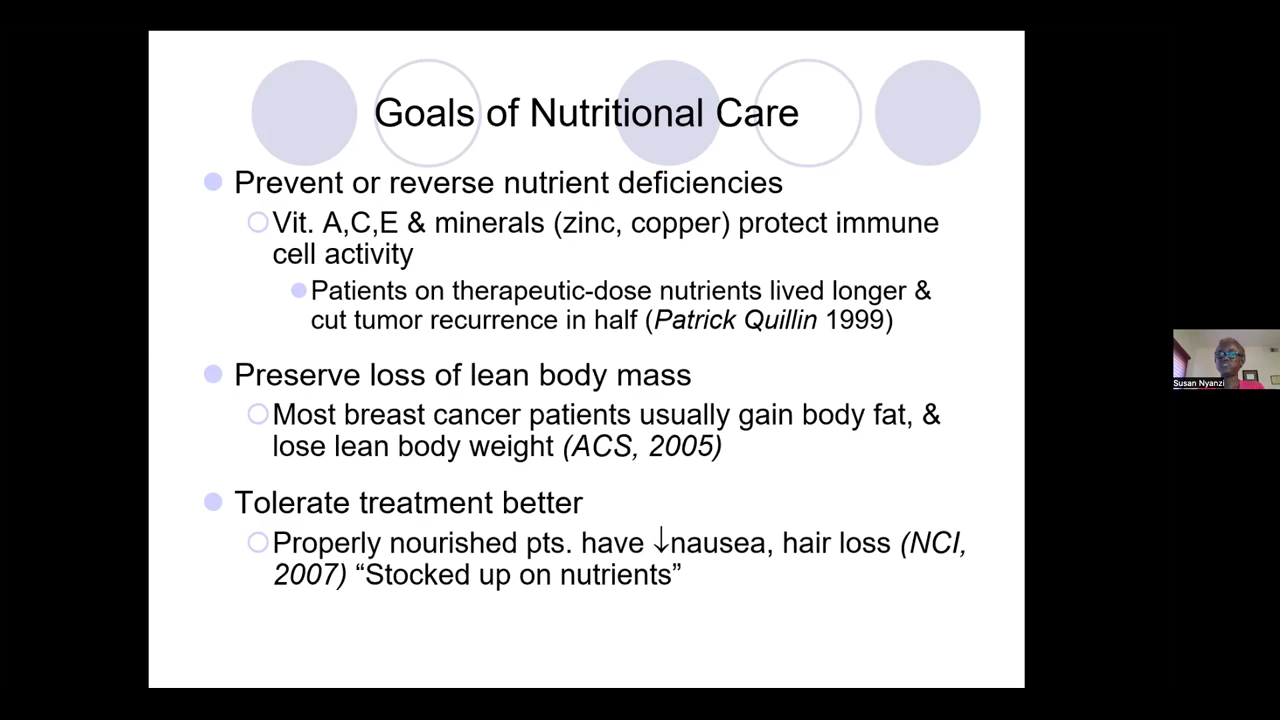 Goals of Nutritional Care
Prevent or reverse nutrient deficiencies
Vit. A,C,E & minerals (zinc, copper) protect immune
cell activity
Patients on therapeutic-dose nutrients lived longer &
cut tumor recurrence in half (Patrick Quillin 1999)
Preserve loss of lean body mass
Most breast cancer patients usually gain body fat, &
lose lean body weight (ACS, 2005)
Tolerate treatment better
Properly nourished pts. have ↓nausea, hair loss (NCI,
2007) “Stocked up on nutrients”
Susan Nyanzi